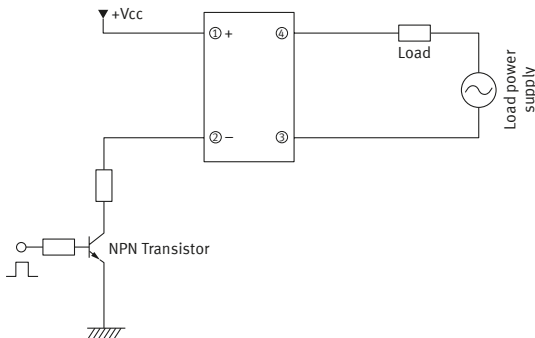 +Vcc
① +
④
Load
Load power
supply
② −
③
NPN Transistor